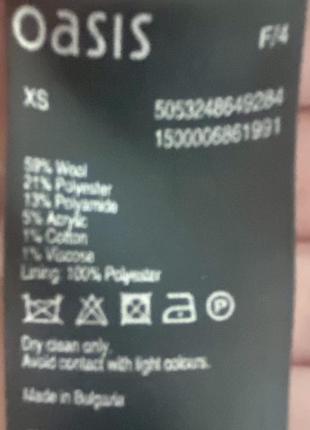 Oasis
F/4
XS
5053248649284
1500006861991
59% Wool
21% Polyester
13% Polyamide
5% Acrylic
1% Cotton
1% Viscose
Lining: 100% Polyester
P
Dry clean only.
Avoid contact with light colours.
Made in Bulgaria